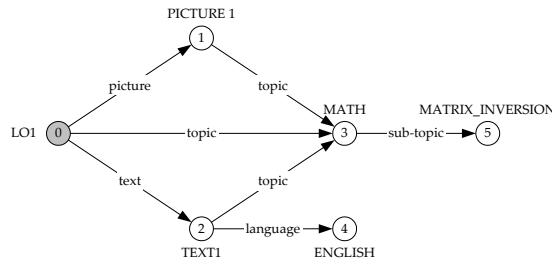 PICTURE 1
1
picture
topic
MATH
MATRIX_INVERSION
LO1
0
topic
3
sub-topic
5
text
topic
2
language
4
TEXT1
ENGLISH